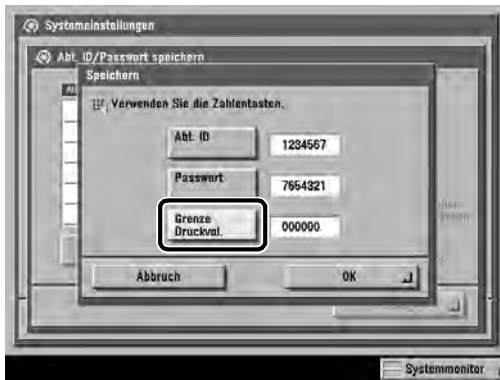 Systemeinstellungen
Abt. ID/Passwort speichern
Speichern
Verwenden Sie die Zahlentasten.
Abt. ID
1234567
Passwort
7654321
Grenze
Druckvol.
000000
Abbruch
OK
Systemmonitor